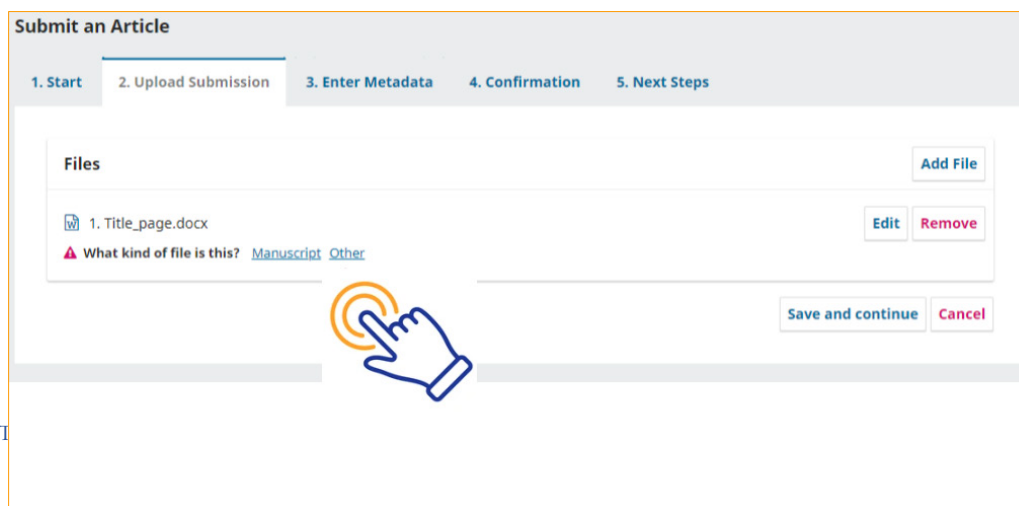 Submit an Article
1. Start 2. Upload Submission 3. Enter Metadata 4. Confirmation 5. Next Steps
Files Add File
1. Title_page.docx Edit Remove
What kind of file is this? Manuscript Other
Save and continue Cancel